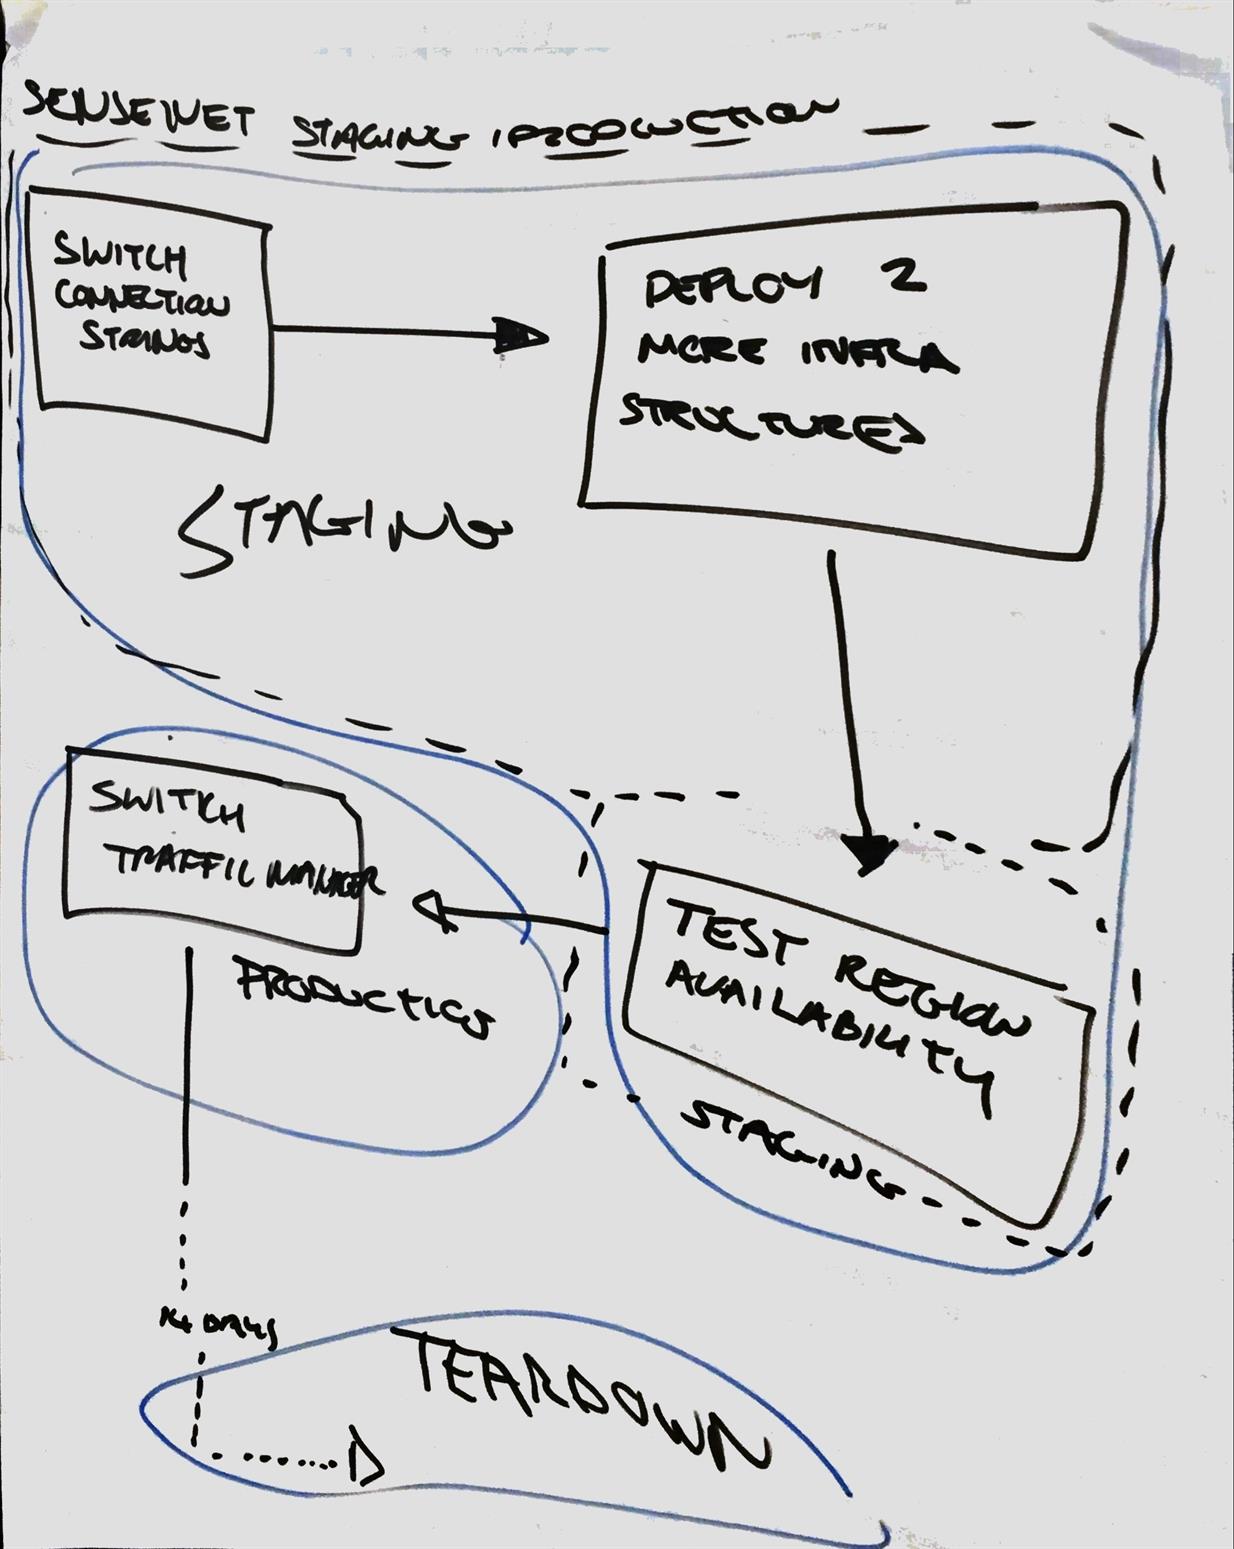 SENSENET STAGING / PRODUCTION
SWITCH
CONNECTION
STRINGS
DEPLOY 2
MORE INFRA
STRUCTURES
STAGING
SWITCH
TRAFFIC MANAGER
PRODUCTION
TEST REGION
AVAILABILITY
STAGING
DAYS
TEARDOWN